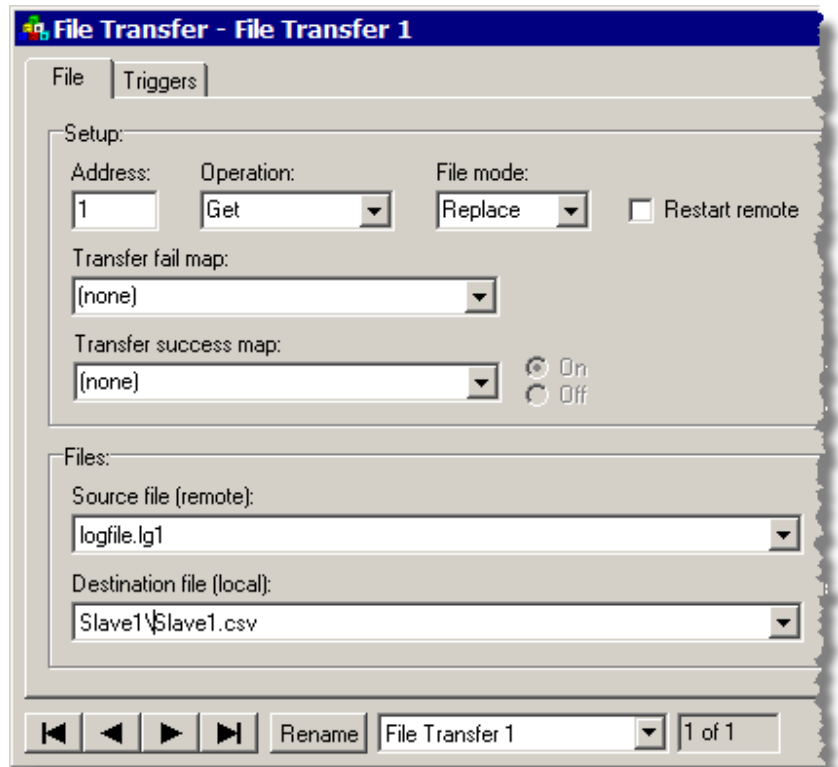 File Transfer - File Transfer 1
File Triggers
Setup:
Address: Operation: File mode:
1 Get Replace Restart remote
Transfer fail map:
(none)
Transfer success map:
(none) On
Off
Files:
Source file (remote):
logfile.lg1
Destination file (local):
Slave1\Slave1.csv
Rename File Transfer 1 1 of 1